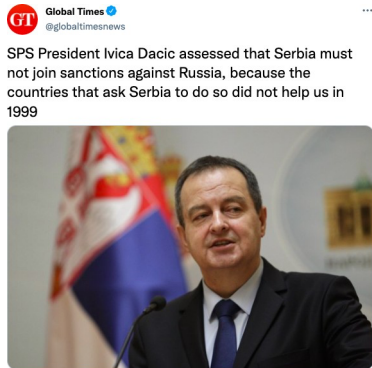 GT
Global Times
@globaltimesnews
SPS President Ivica Dacic assessed that Serbia must
not join sanctions against Russia, because the
countries that ask Serbia to do so did not help us in
1999